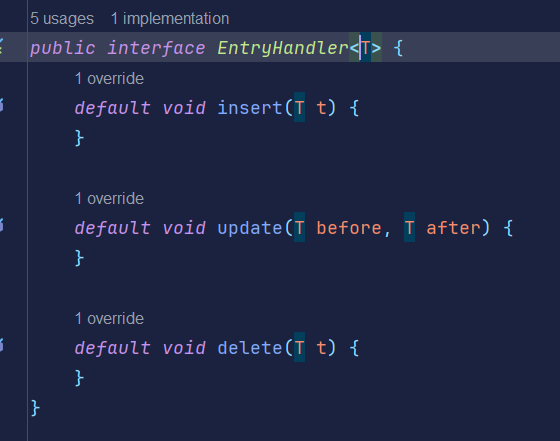 5 usages   1 implementation
public interface EntryHandler<T> {
1 override
default void insert(T t) {
}
1 override
default void update(T before, T after) {
}
1 override
default void delete(T t) {
}
}